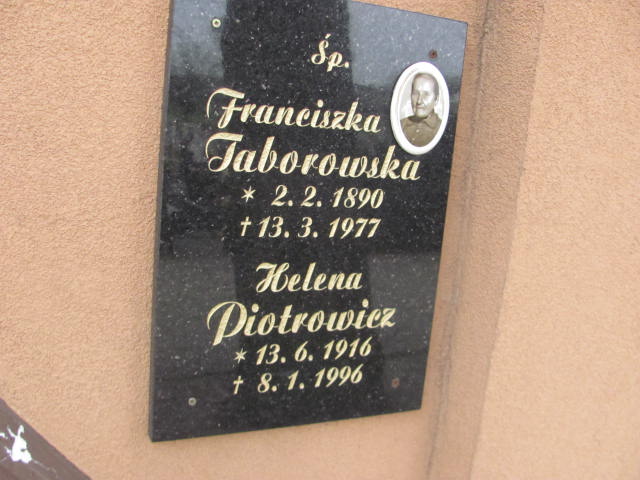 Śp.
Franciszka
Taborowska
* 2. 2. 1890
† 13. 3. 1977
Helena
Piotrowicz
* 13. 6. 1916
† 8. 1. 1996